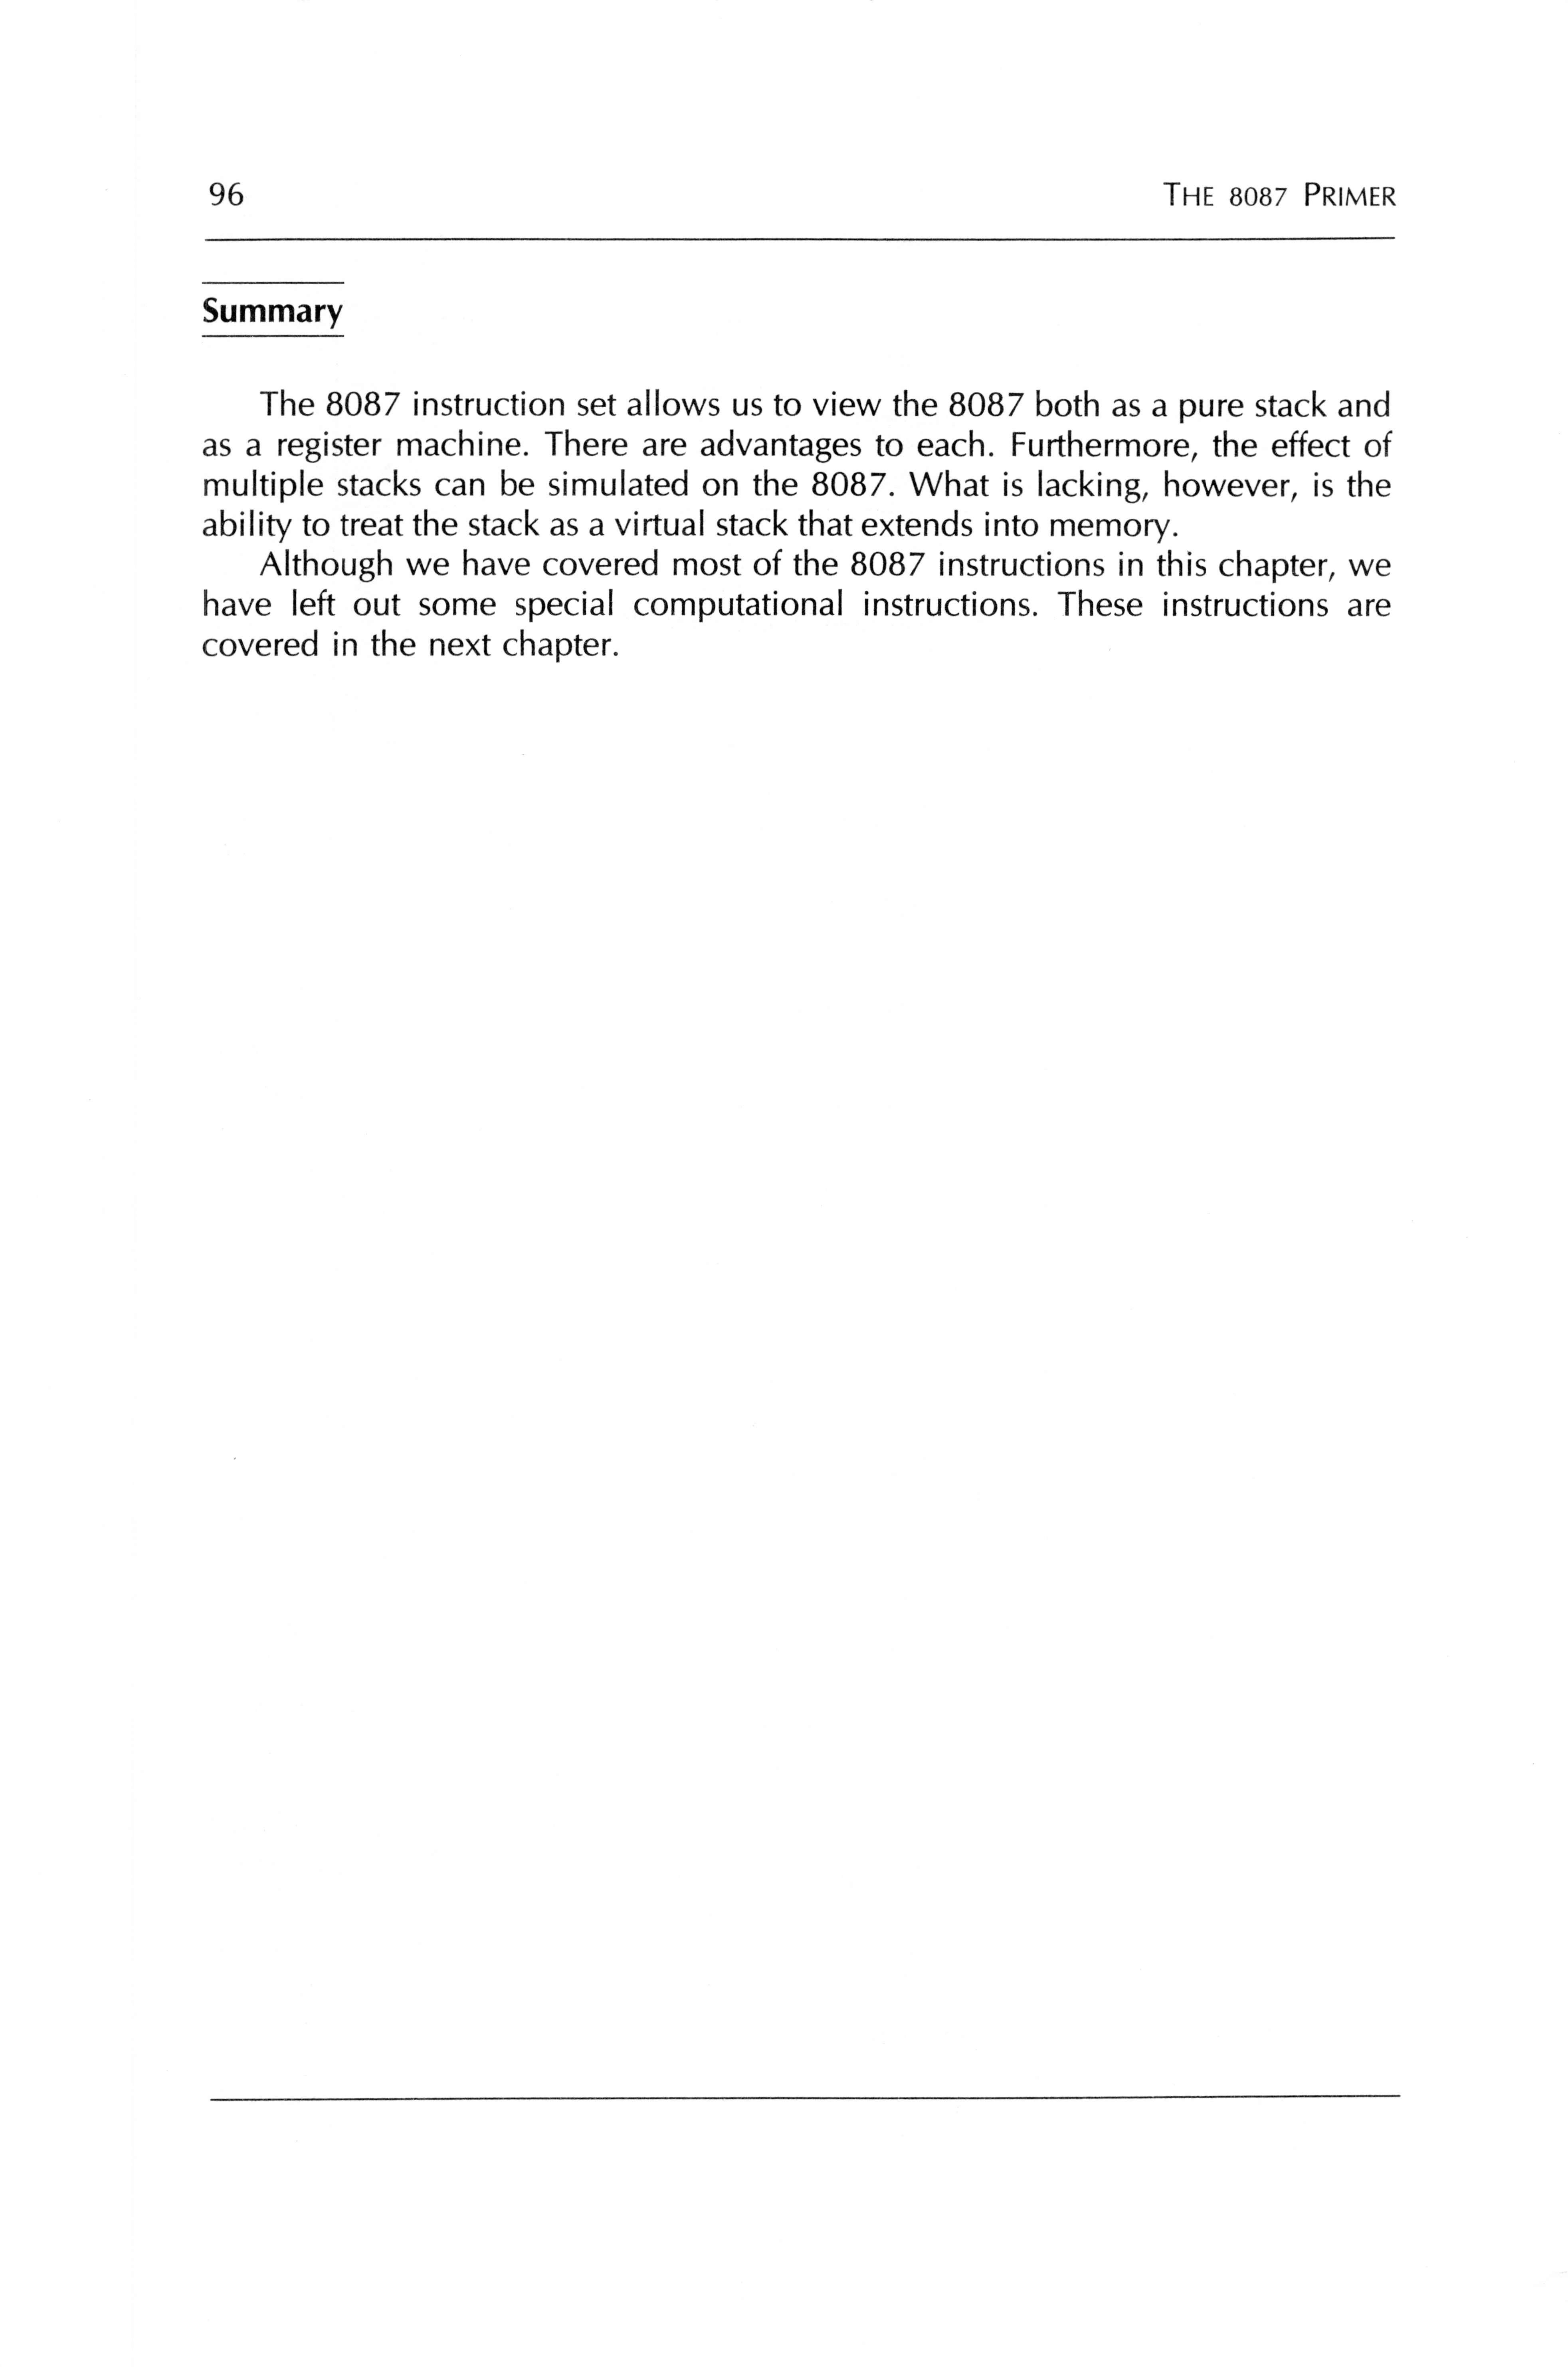 96 THE 8087 PRIMER
Summary
The 8087 instruction set allows us to view the 8087 both as a pure stack and
as a register machine. There are advantages to each. Furthermore, the effect of
multiple stacks can be simulated on the 8087. What is lacking, however, is the
ability to treat the stack as a virtual stack that extends into memory.
Although we have covered most of the 8087 instructions in this chapter, we
have left out some special computational instructions. These instructions are
covered in the next chapter.